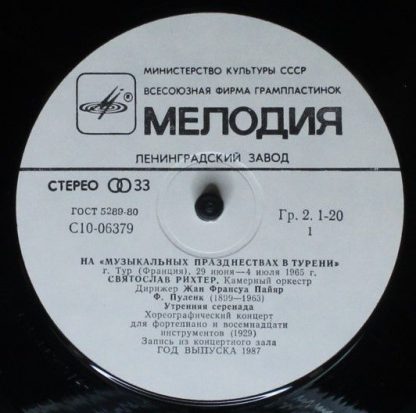 МИНИСТЕРСТВО КУЛЬТУРЫ СССР
ВСЕСОЮЗНАЯ ФИРМА ГРАМПЛАСТИНОК
МЕЛОДИЯ
ЛЕНИНГРАДСКИЙ ЗАВОД
СТЕРЕО 33
ГОСТ 5289-80
С10-06379
Гр. 2. 1-20
1
НА «МУЗЫКАЛЬНЫХ ПРАЗДНЕСТВАХ В ТУРЕНИ»
г. Тур (Франция), 29 июня—4 июля 1965 г.
СВЯТОСЛАВ РИХТЕР, Камерный оркестр
Дирижер Жан Франсуа Пайяр
Ф. Пуленк (1899—1963)
Утренняя серенада
Хореографический концерт
для фортепиано и восемнадцати
инструментов (1929)
Запись из концертного зала
ГОД ВЫПУСКА 1987